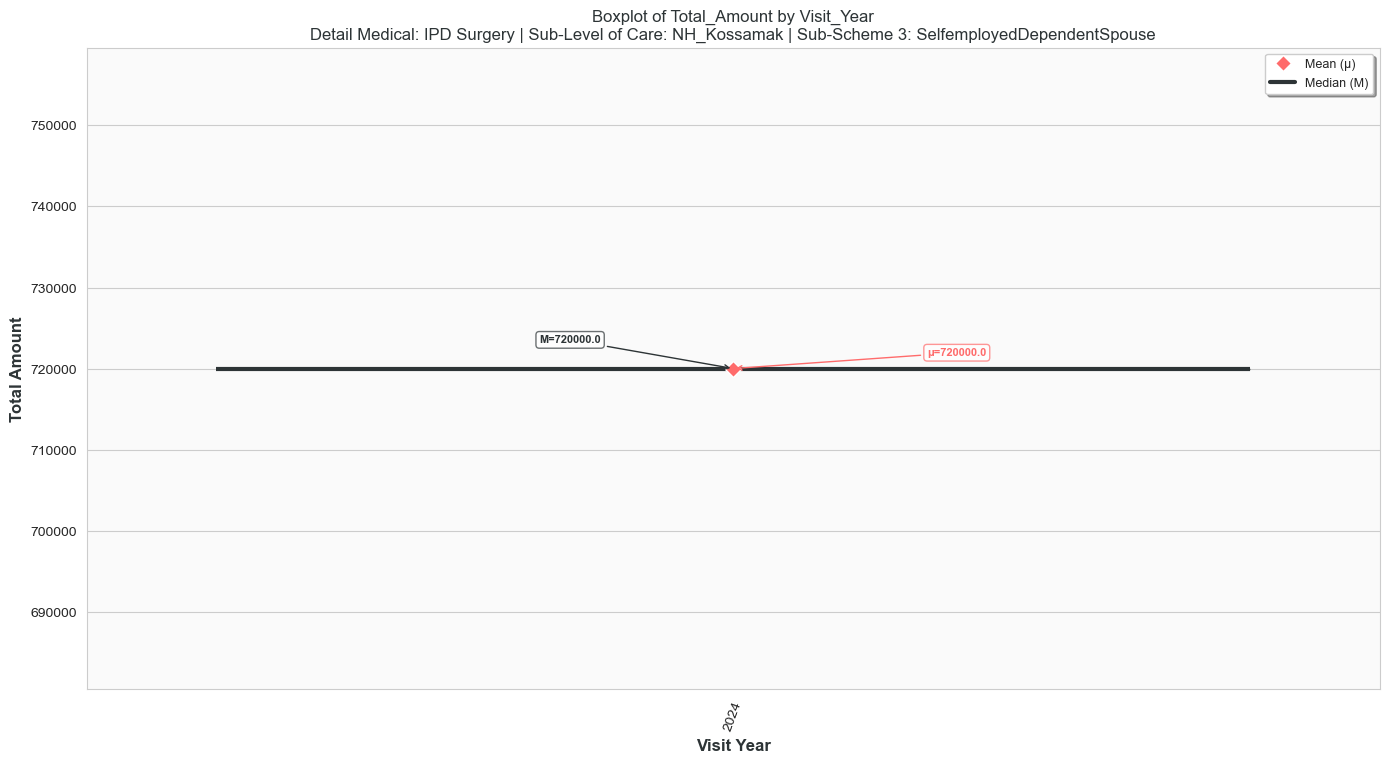 Boxplot of Total_Amount by Visit_Year
Detail Medical: IPD Surgery | Sub-Level of Care: NH_Kossamak | Sub-Scheme 3: SelfemployedDependentSpouse
Mean (μ)
Median (M)
750000
740000
730000
720000
710000
700000
690000
Total Amount
M=720000.0
μ=720000.0
2024
Visit Year